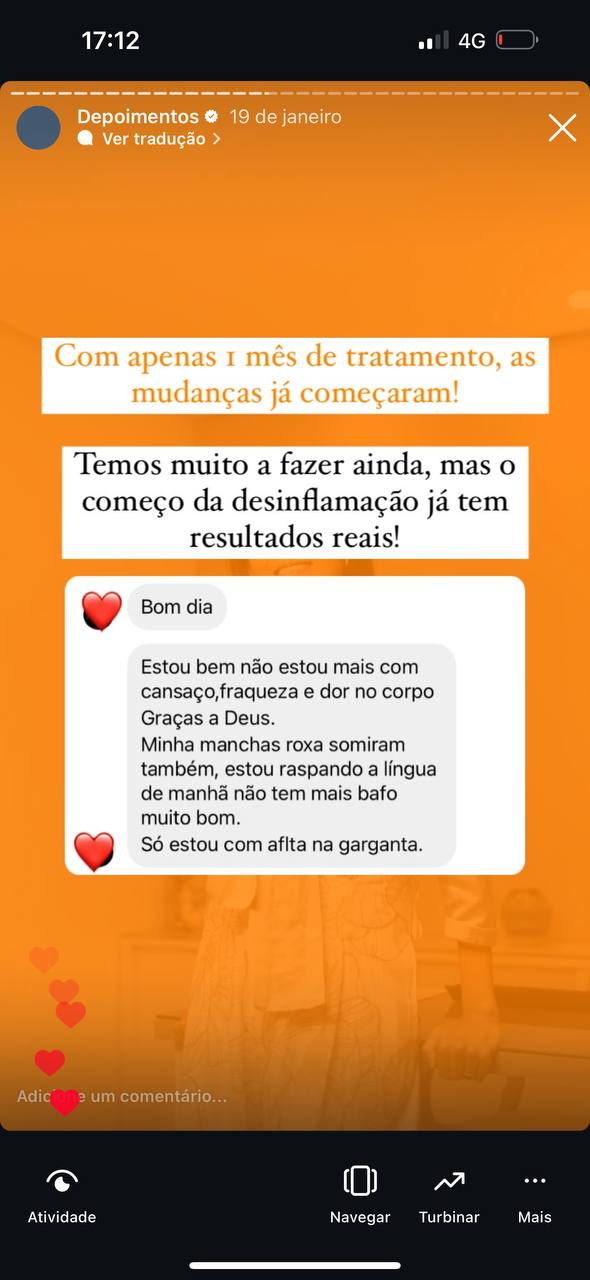 17:12
4G
Depoimentos 19 de janeiro
Ver tradução >
Com apenas 1 mês de tratamento, as
mudanças já começaram!
Temos muito a fazer ainda, mas o
começo da desinflamação já tem
resultados reais!
Bom dia
Estou bem não estou mais com
cansaço,fraqueza e dor no corpo
Graças a Deus.
Minha manchas roxa somiram
também, estou raspando a língua
de manhã não tem mais bafo
muito bom.
Só estou com aflta na garganta.
Adicione um comentário...
Atividade
Navegar
Turbinar
Mais